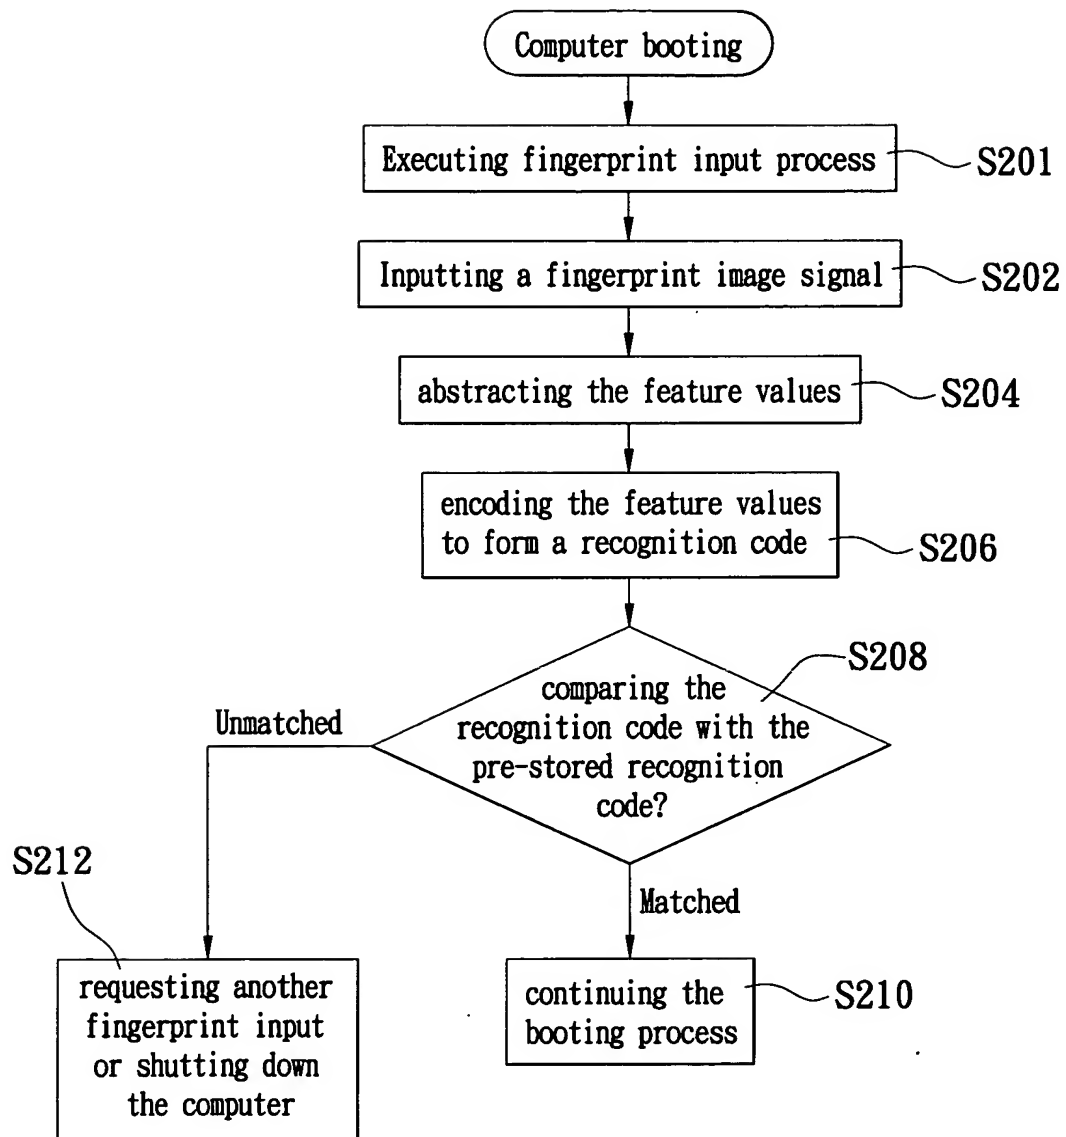 Computer booting
Executing fingerprint input process
S201
Inputting a fingerprint image signal
S202
abstracting the feature values
S204
encoding the feature values
to form a recognition code
S206
S208
comparing the
recognition code with the
pre-stored recognition
code?
Unmatched
Matched
S212
requesting another
fingerprint input
or shutting down
the computer
continuing the
booting process
S210